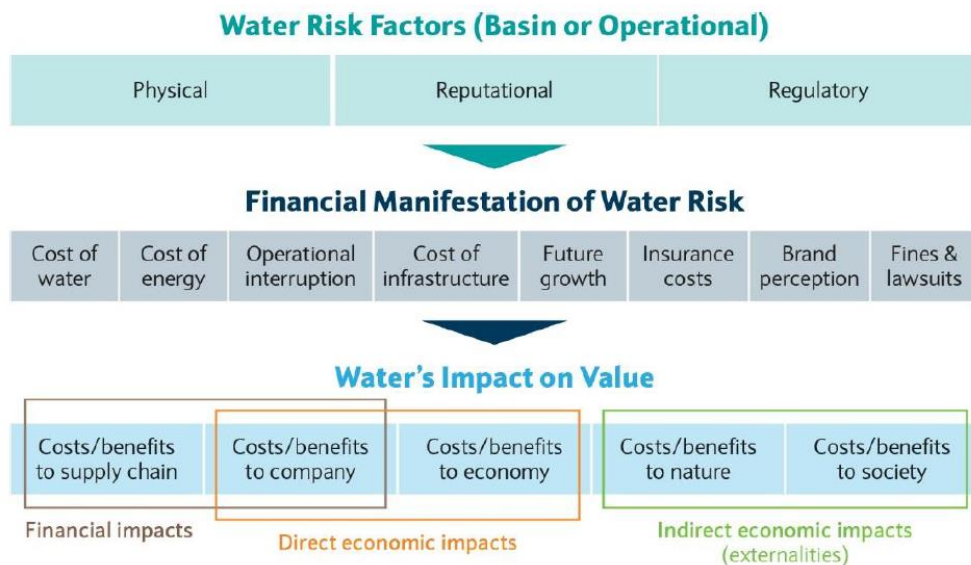 Water Risk Factors (Basin or Operational)
Physical
Reputational
Regulatory
Financial Manifestation of Water Risk
Cost of
water
Cost of
energy
Operational
interruption
Cost of
infrastructure
Future
growth
Insurance
costs
Brand
perception
Fines &
lawsuits
Water's Impact on Value
Costs/benefits
to supply chain
Costs/benefits
to company
Costs/benefits
to economy
Costs/benefits
to nature
Costs/benefits
to society
Financial impacts
Direct economic impacts
Indirect economic impacts
(externalities)